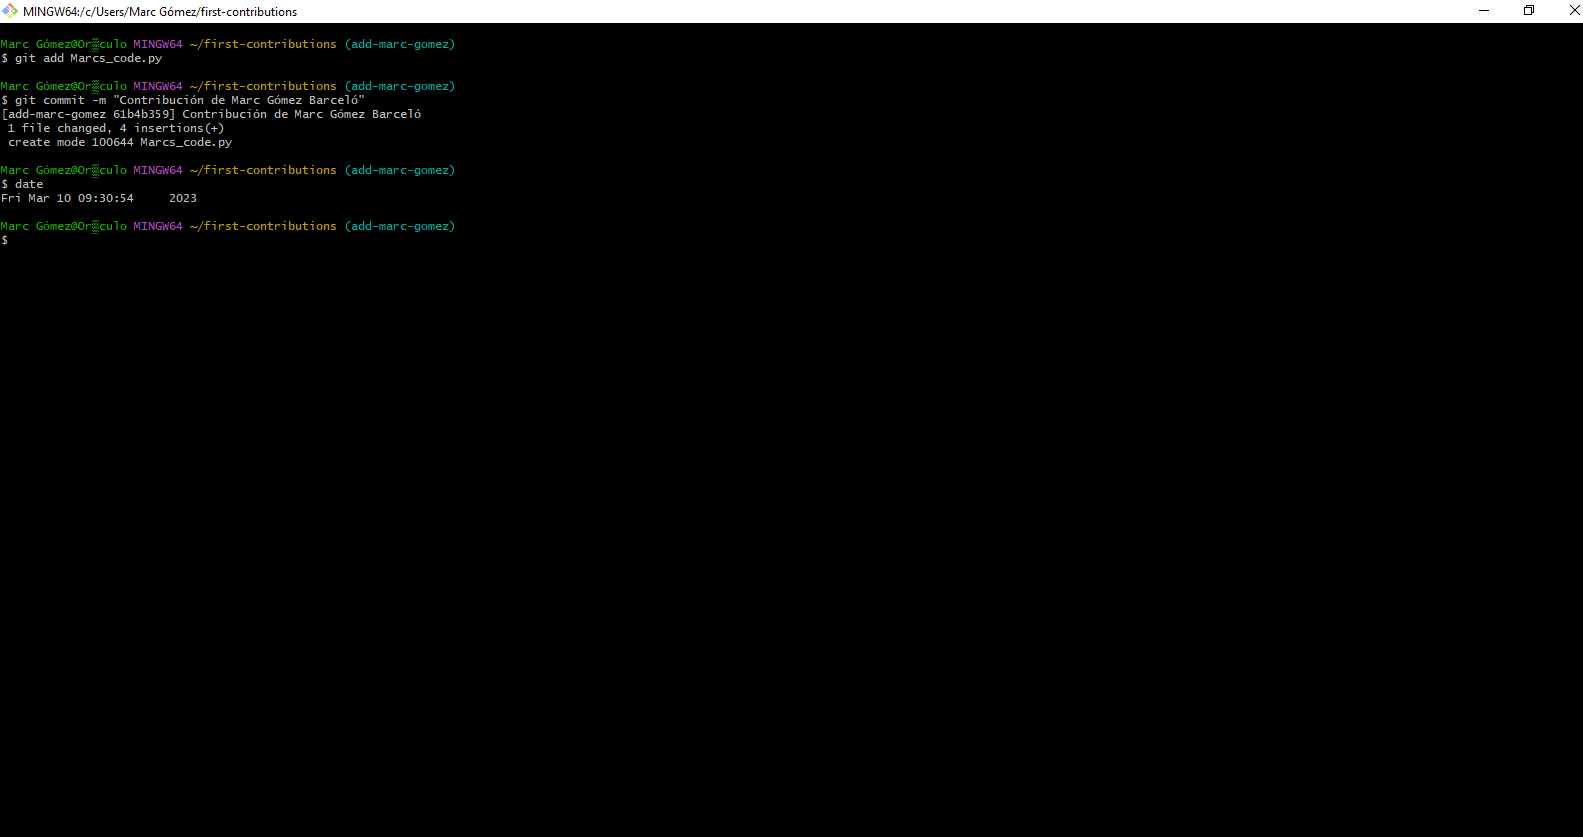 MINGW64:/c/Users/Marc Gómez/first-contributions
Marc Gómez@Or▒culo MINGW64 ~/first-contributions (add-marc-gomez)
$ git add Marcs_code.py
Marc Gómez@Or▒culo MINGW64 ~/first-contributions (add-marc-gomez)
$ git commit -m "Contribución de Marc Gómez Barceló"
[add-marc-gomez 61b4b359] Contribución de Marc Gómez Barceló
1 file changed, 4 insertions(+)
create mode 100644 Marcs_code.py
Marc Gómez@Or▒culo MINGW64 ~/first-contributions (add-marc-gomez)
$ date
Fri Mar 10 09:30:54     2023
Marc Gómez@Or▒culo MINGW64 ~/first-contributions (add-marc-gomez)
$